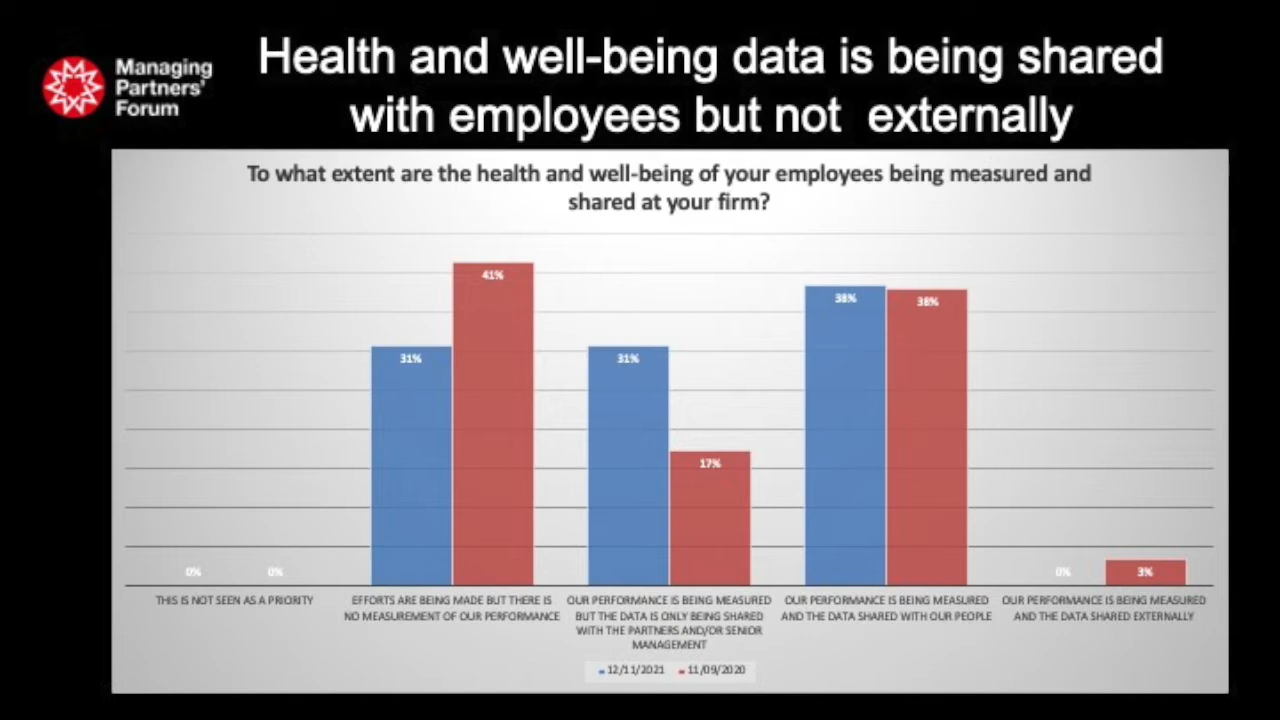 Managing
Partners'
Forum
Health and well-being data is being shared
with employees but not externally
To what extent are the health and well-being of your employees being measured and
shared at your firm?
41%
38%
38%
31%
31%
17%
0%
0%
0%
3%
THIS IS NOT SEEN AS A PRIORITY
EFFORTS ARE BEING MADE BUT THERE IS
NO MEASUREMENT OF OUR PERFORMANCE
OUR PERFORMANCE IS BEING MEASURED
BUT THE DATA IS ONLY BEING SHARED
WITH THE PARTNERS AND/OR SENIOR
MANAGEMENT
OUR PERFORMANCE IS BEING MEASURED
AND THE DATA SHARED WITH OUR PEOPLE
OUR PERFORMANCE IS BEING MEASURED
AND THE DATA SHARED EXTERNALLY
12/11/2021 11/09/2020